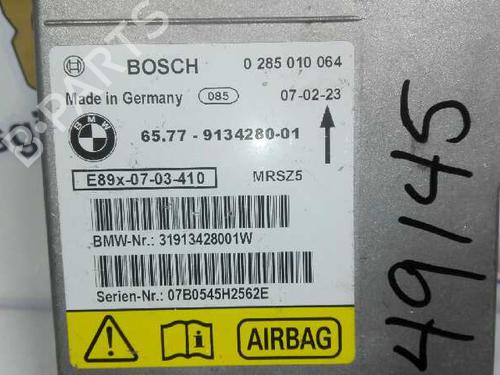 BOSCH 0 285 010 064
Made in Germany 085 07-02-23
BMW 65.77 - 9134280-01
E89x-07-03-410 MRSZ5
BMW-Nr.: 31913428001W
Serien-Nr.: 07B0545H2562E
AIRBAG
49145
PARTS